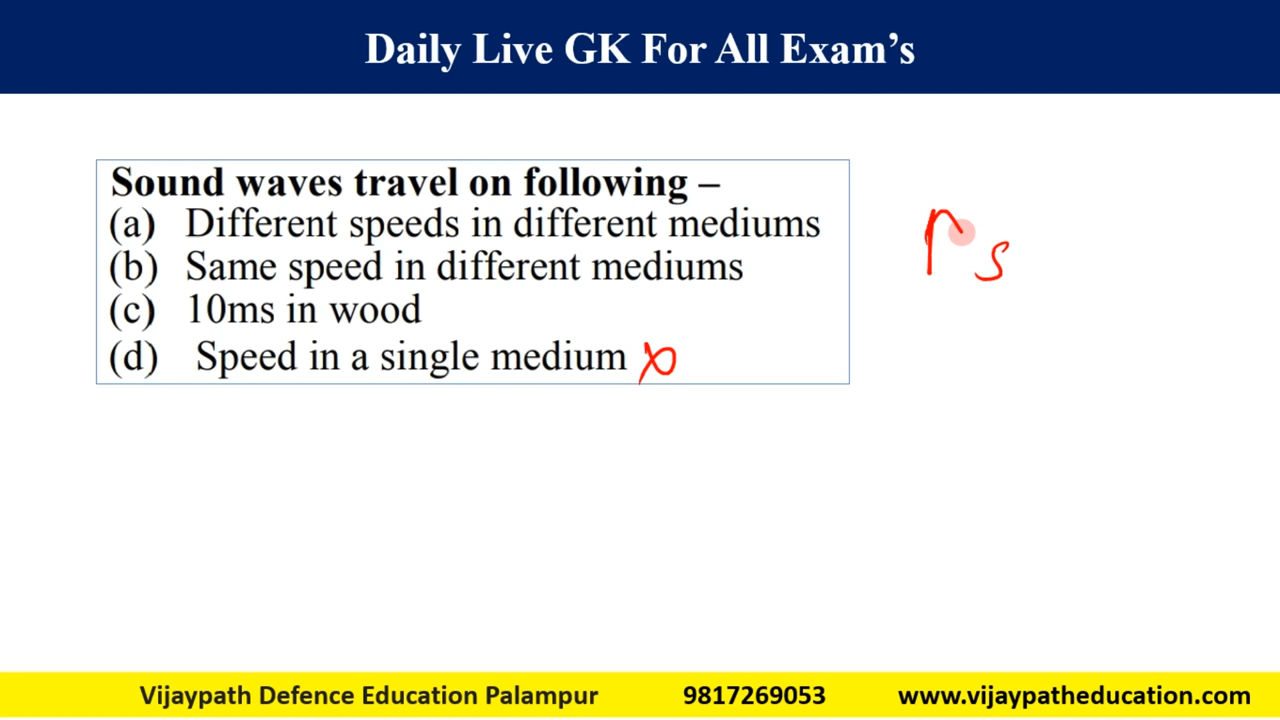 Daily Live GK For All Exam’s
Sound waves travel on following –
(a) Different speeds in different mediums
(b) Same speed in different mediums
(c) 10ms in wood
(d) Speed in a single medium
s
Vijaypath Defence Education Palampur 9817269053 www.vijaypatheducation.com